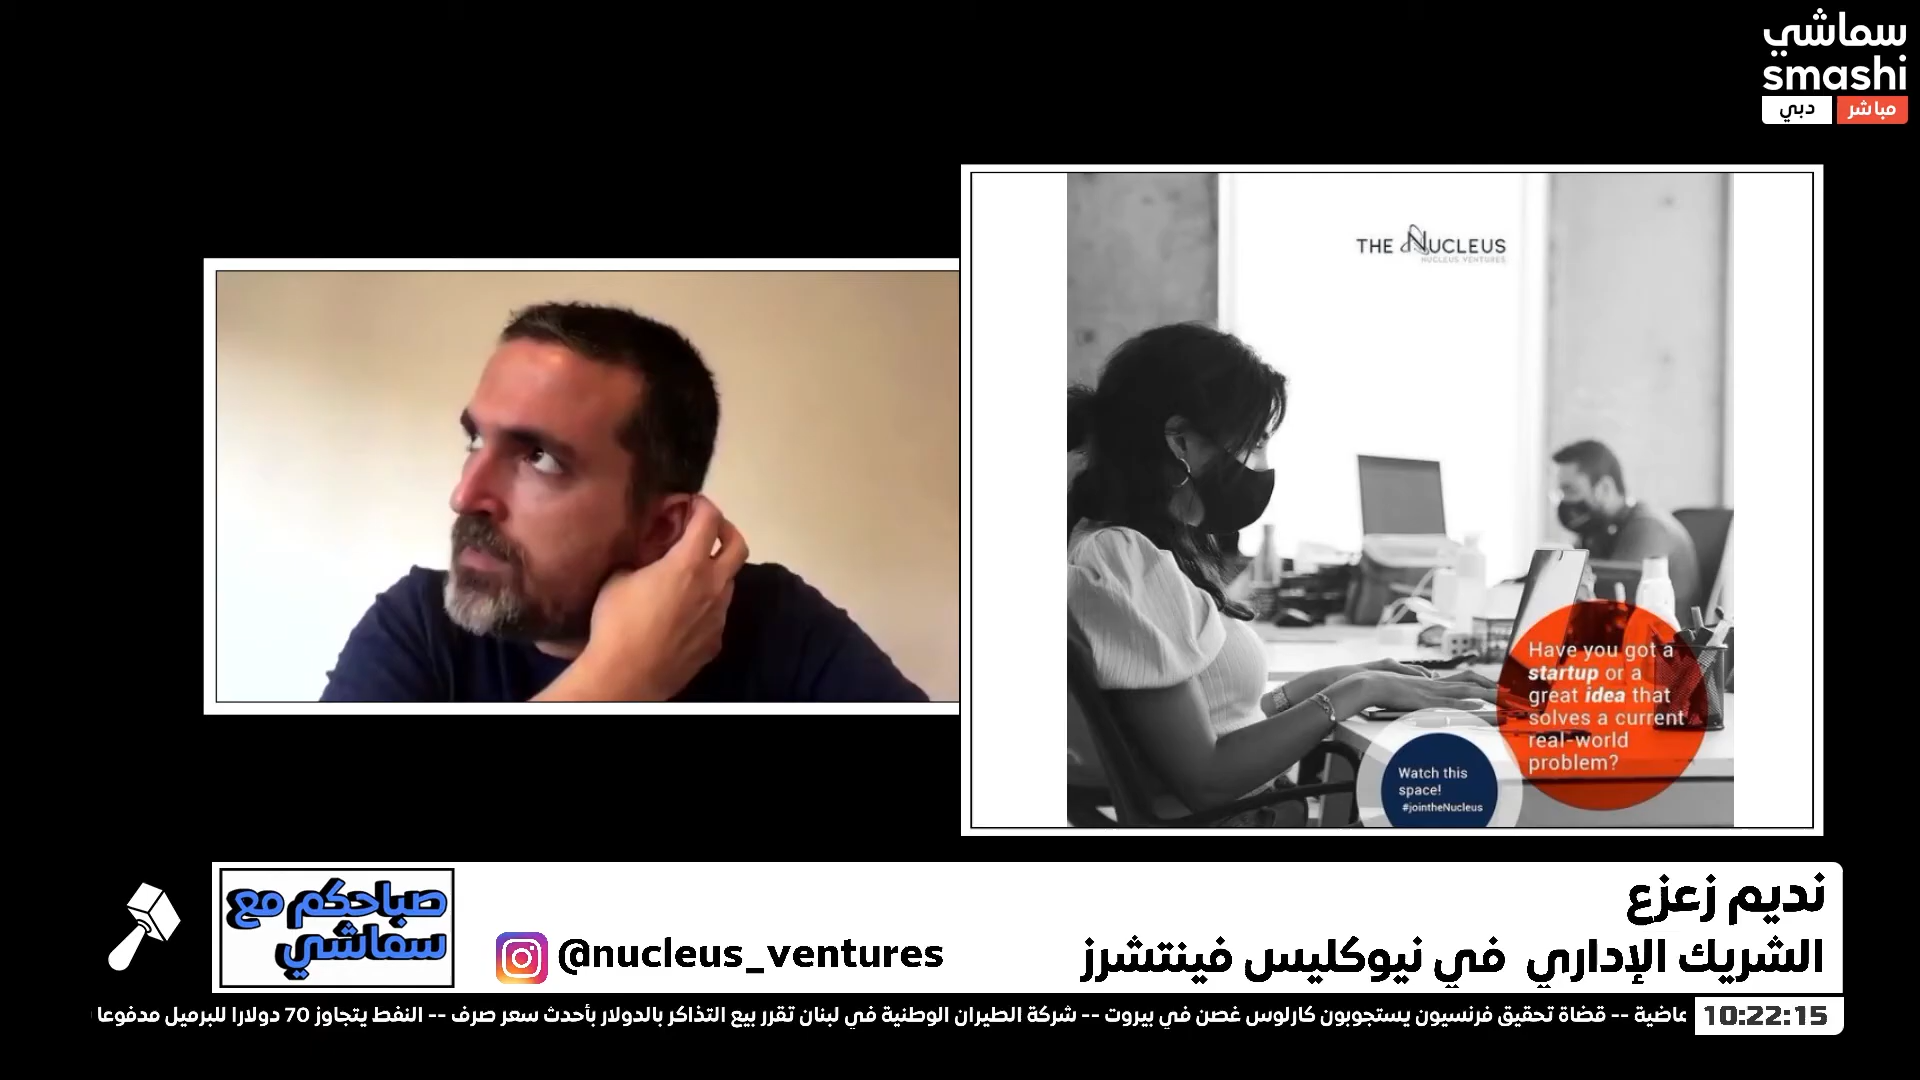 سماشي
smashi
مباشر
دبي
THE NUCLEUS
NUCLEUS VENTURES
Have you got a
startup or a
great idea that
solves a current
real-world
problem?
Watch this
space!
#jointheNucleus
نديم زعزع
الشريك الإداري في نيوكليس فينتشرز
@nucleus_ventures
صباحكم مع
سماشي
10:22:15
ماضية -- قضاة تحقيق فرنسيون يستجوبون كارلوس غصن في بيروت -- شركة الطيران الوطنية في لبنان تقرر بيع التذاكر بالدولار بأحدث سعر صرف -- النفط يتجاوز 70 دولارا للبرميل مدفوعا